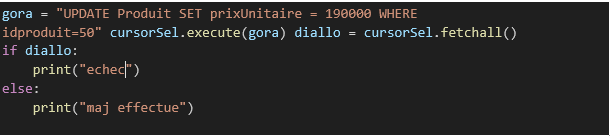 gora = "UPDATE Produit SET prixUnitaire = 190000 WHERE
idproduit=50" cursorSel.execute(gora) diallo = cursorSel.fetchall()
if diallo:
    print("echec")
else:
    print("maj effectue")